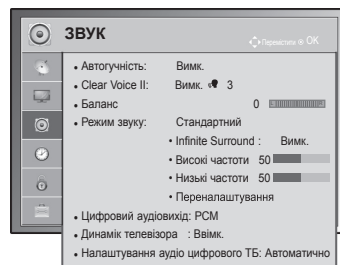 ЗВУК
Перемістити OK
• Автогучність: Вимк.
• Clear Voice II: Вимк. 3
• Баланс 0
• Режим звуку: Стандартний
• Infinite Surround : Вимк.
• Високі частоти 50
• Низькі частоти 50
• Переналаштування
• Цифровий аудіовихід: PCM
• Динамік телевізора : Ввімк.
• Налаштування аудіо цифрового ТБ: Автоматично